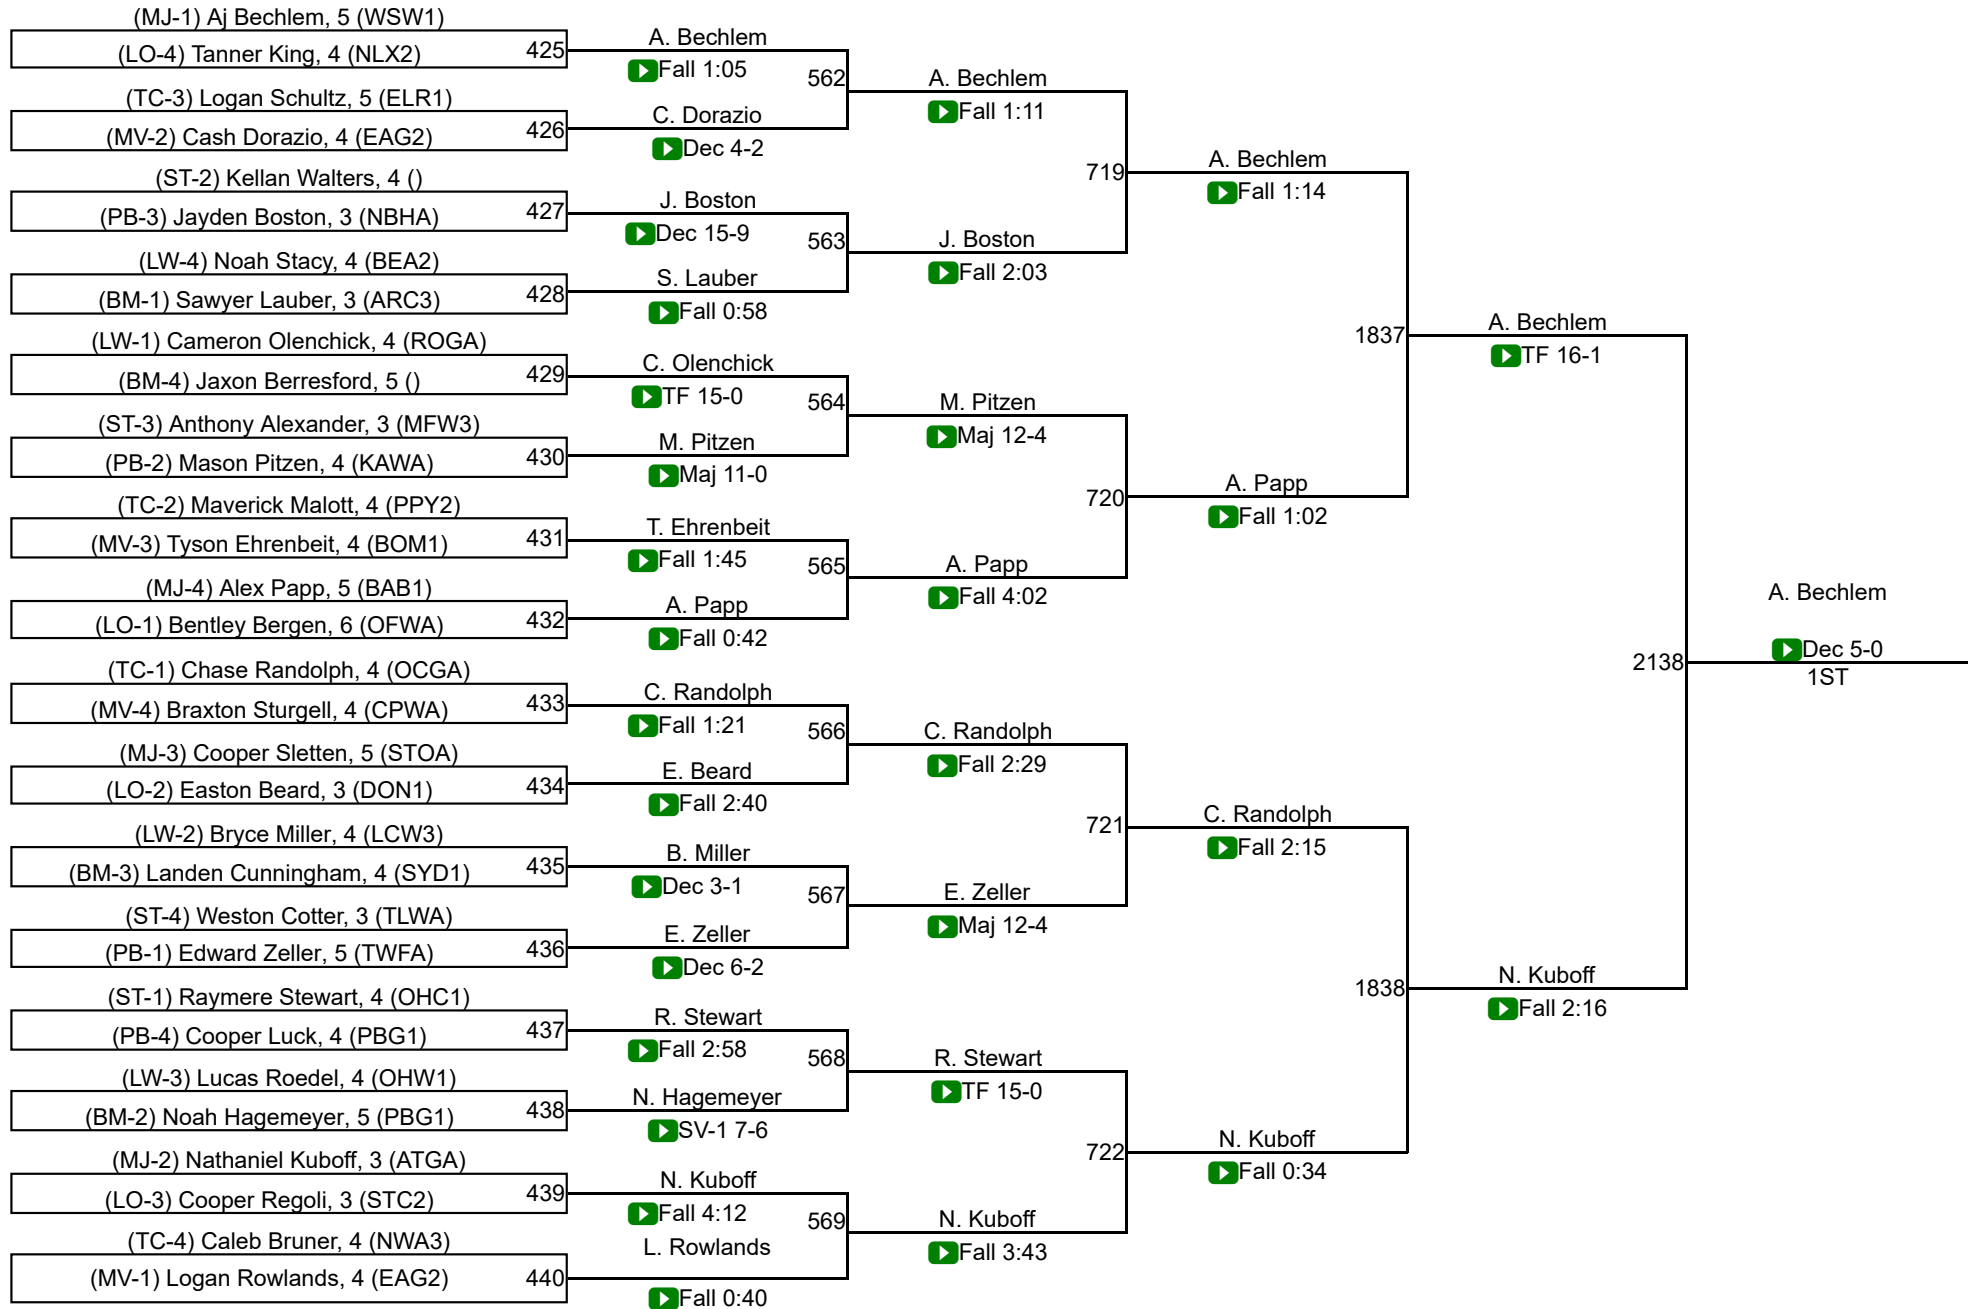 (MJ-1) Aj Bechlem, 5 (WSW1)
(LO-4) Tanner King, 4 (NLX2)
425
(TC-3) Logan Schultz, 5 (ELR1)
(MV-2) Cash Dorazio, 4 (EAG2)
426
(ST-2) Kellan Walters, 4 ()
(PB-3) Jayden Boston, 3 (NBHA)
427
(LW-4) Noah Stacy, 4 (BEA2)
(BM-1) Sawyer Lauber, 3 (ARC3)
428
(LW-1) Cameron Olenchick, 4 (ROGA)
(BM-4) Jaxon Berresford, 5 ()
429
(ST-3) Anthony Alexander, 3 (MFW3)
(PB-2) Mason Pitzen, 4 (KAWA)
430
(TC-2) Maverick Malott, 4 (PPY2)
(MV-3) Tyson Ehrenbeit, 4 (BOM1)
431
(MJ-4) Alex Papp, 5 (BAB1)
(LO-1) Bentley Bergen, 6 (OFWA)
432
(TC-1) Chase Randolph, 4 (OCGA)
(MV-4) Braxton Sturgell, 4 (CPWA)
433
(MJ-3) Cooper Sletten, 5 (STOA)
(LO-2) Easton Beard, 3 (DON1)
434
(LW-2) Bryce Miller, 4 (LCW3)
(BM-3) Landen Cunningham, 4 (SYD1)
435
(ST-4) Weston Cotter, 3 (TLWA)
(PB-1) Edward Zeller, 5 (TWFA)
436
(ST-1) Raymere Stewart, 4 (OHC1)
(PB-4) Cooper Luck, 4 (PBG1)
437
(LW-3) Lucas Roedel, 4 (OHW1)
(BM-2) Noah Hagemeyer, 5 (PBG1)
438
(MJ-2) Nathaniel Kuboff, 3 (ATGA)
(LO-3) Cooper Regoli, 3 (STC2)
439
(TC-4) Caleb Bruner, 4 (NWA3)
(MV-1) Logan Rowlands, 4 (EAG2)
440
A. Bechlem
Fall 1:05
562
C. Dorazio
Dec 4-2
J. Boston
Dec 15-9
563
S. Lauber
Fall 0:58
C. Olenchick
TF 15-0
564
M. Pitzen
Maj 11-0
T. Ehrenbeit
Fall 1:45
565
A. Papp
Fall 0:42
C. Randolph
Fall 1:21
566
E. Beard
Fall 2:40
B. Miller
Dec 3-1
567
E. Zeller
Dec 6-2
R. Stewart
Fall 2:58
568
N. Hagemeyer
SV-1 7-6
N. Kuboff
Fall 4:12
569
L. Rowlands
Fall 0:40
A. Bechlem
Fall 1:11
719
J. Boston
Fall 2:03
M. Pitzen
Maj 12-4
720
A. Papp
Fall 4:02
C. Randolph
Fall 2:29
721
E. Zeller
Maj 12-4
R. Stewart
TF 15-0
722
N. Kuboff
Fall 3:43
A. Bechlem
Fall 1:14
1837
A. Papp
Fall 1:02
C. Randolph
Fall 2:15
1838
N. Kuboff
Fall 0:34
A. Bechlem
TF 16-1
2138
N. Kuboff
Fall 2:16
A. Bechlem
Dec 5-0
1ST